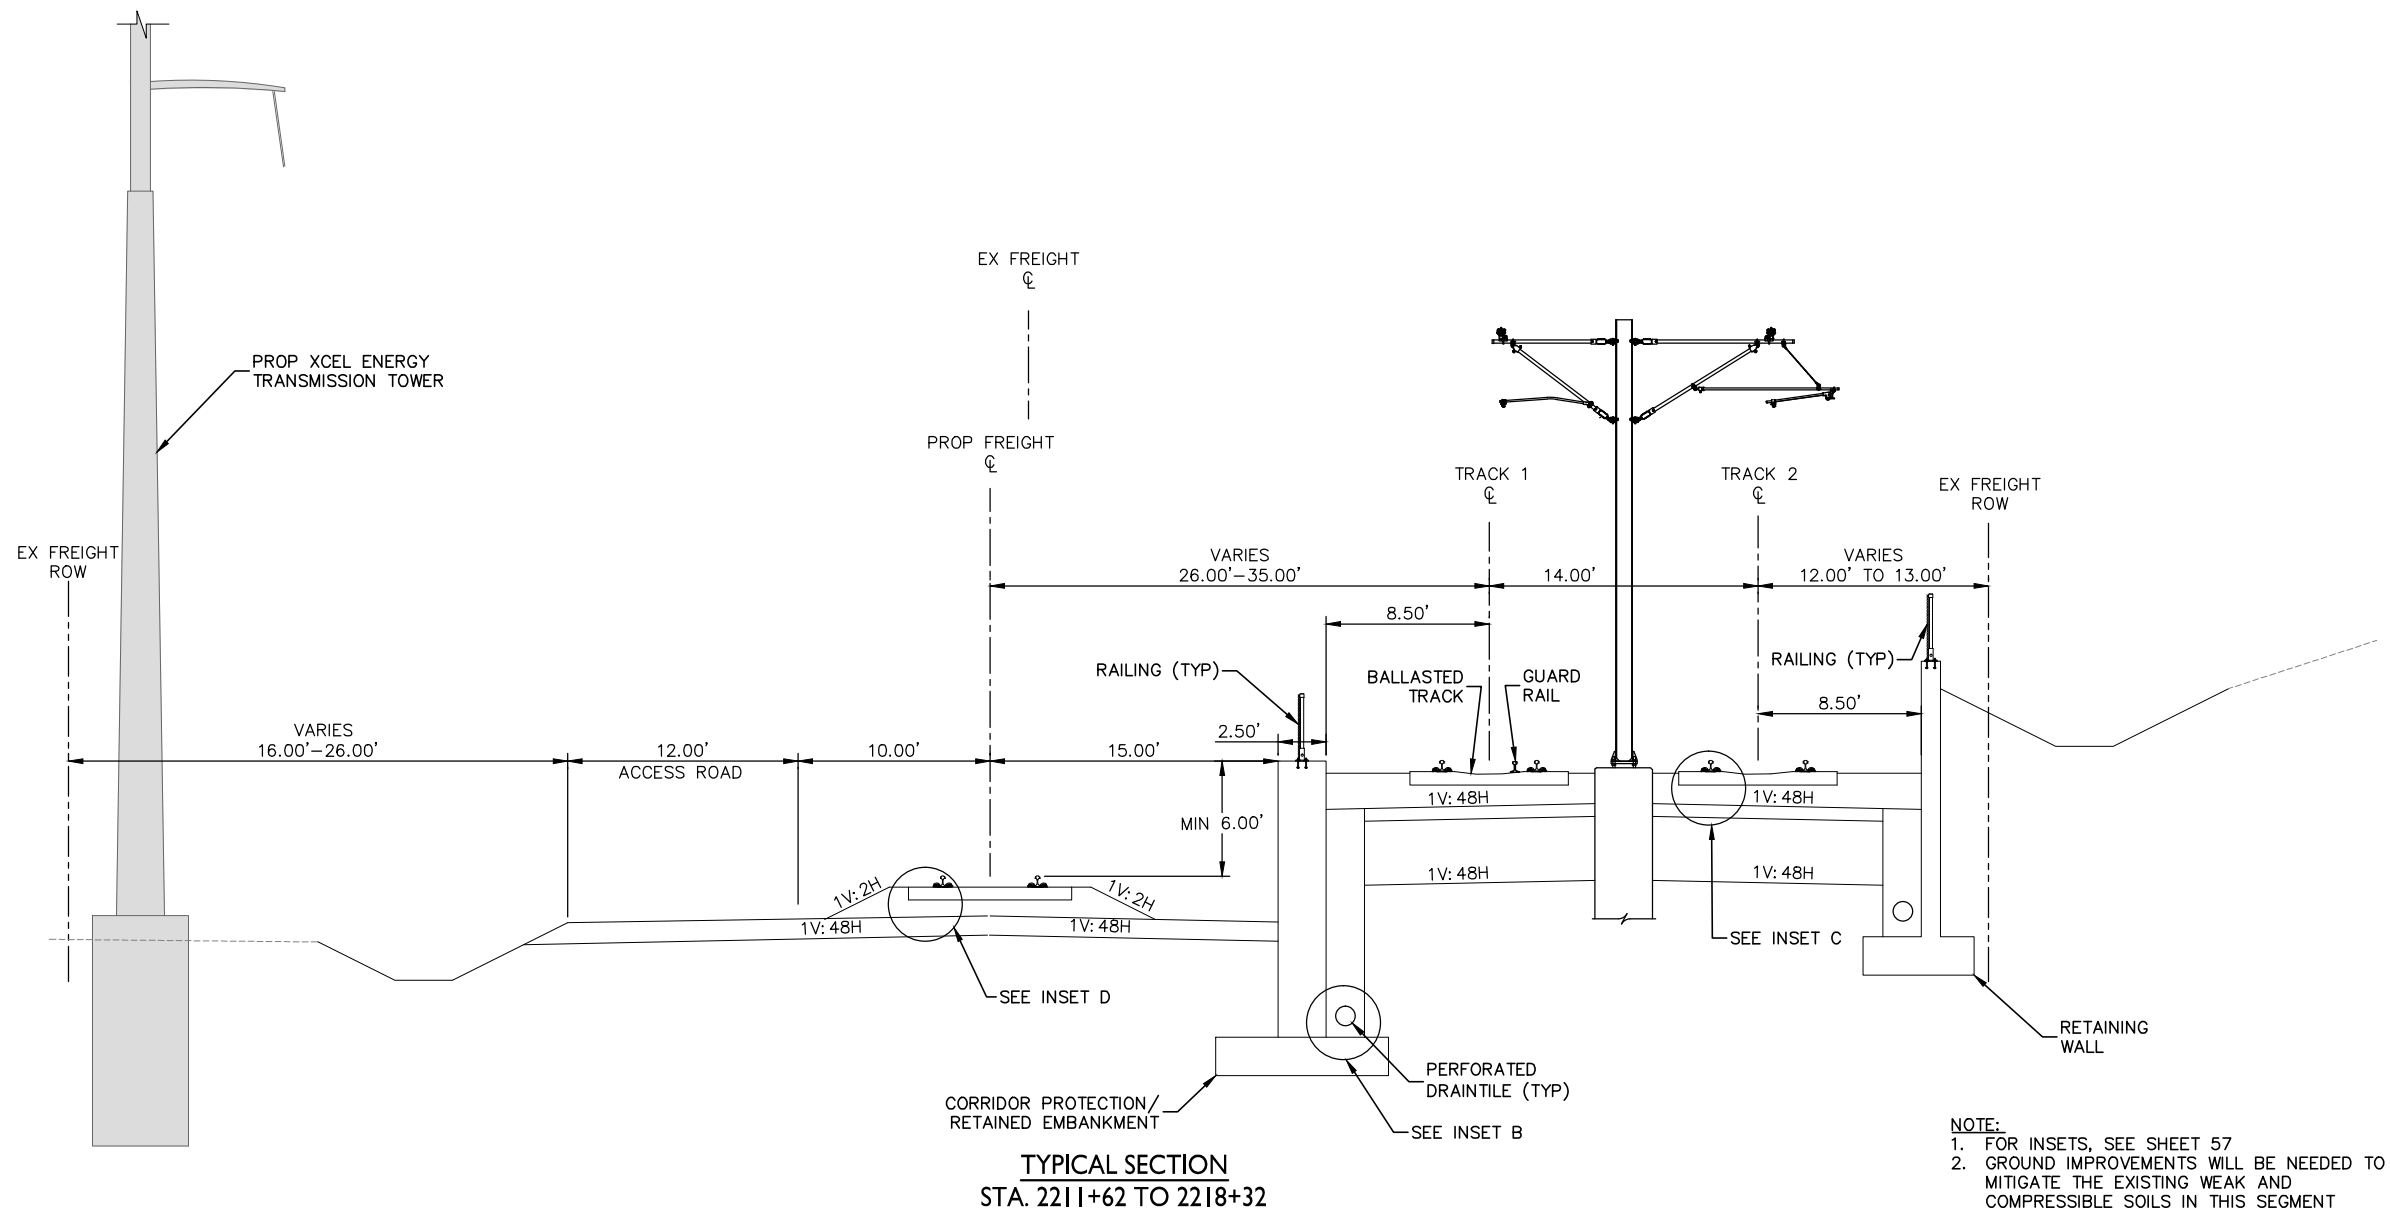 EX FREIGHT
℄
PROP XCEL ENERGY
TRANSMISSION TOWER
PROP FREIGHT
℄
TRACK 1
℄
TRACK 2
℄
EX FREIGHT
ROW
EX FREIGHT
ROW
VARIES
26.00'-35.00'
14.00'
VARIES
12.00' TO 13.00'
8.50'
RAILING (TYP)
BALLASTED
TRACK
GUARD
RAIL
RAILING (TYP)
8.50'
VARIES
16.00'-26.00'
12.00'
ACCESS ROAD
10.00'
15.00'
2.50'
MIN 6.00'
1V:48H
1V:48H
1V:48H
1V:48H
1V:2H
1V:2H
1V:48H
1V:48H
SEE INSET D
SEE INSET C
RETAINING
WALL
PERFORATED
DRAINTILE (TYP)
CORRIDOR PROTECTION/
RETAINED EMBANKMENT
SEE INSET B
TYPICAL SECTION
STA. 2211+62 TO 2218+32
NOTE:
1. FOR INSETS, SEE SHEET 57
2. GROUND IMPROVEMENTS WILL BE NEEDED TO
MITIGATE THE EXISTING WEAK AND
COMPRESSIBLE SOILS IN THIS SEGMENT